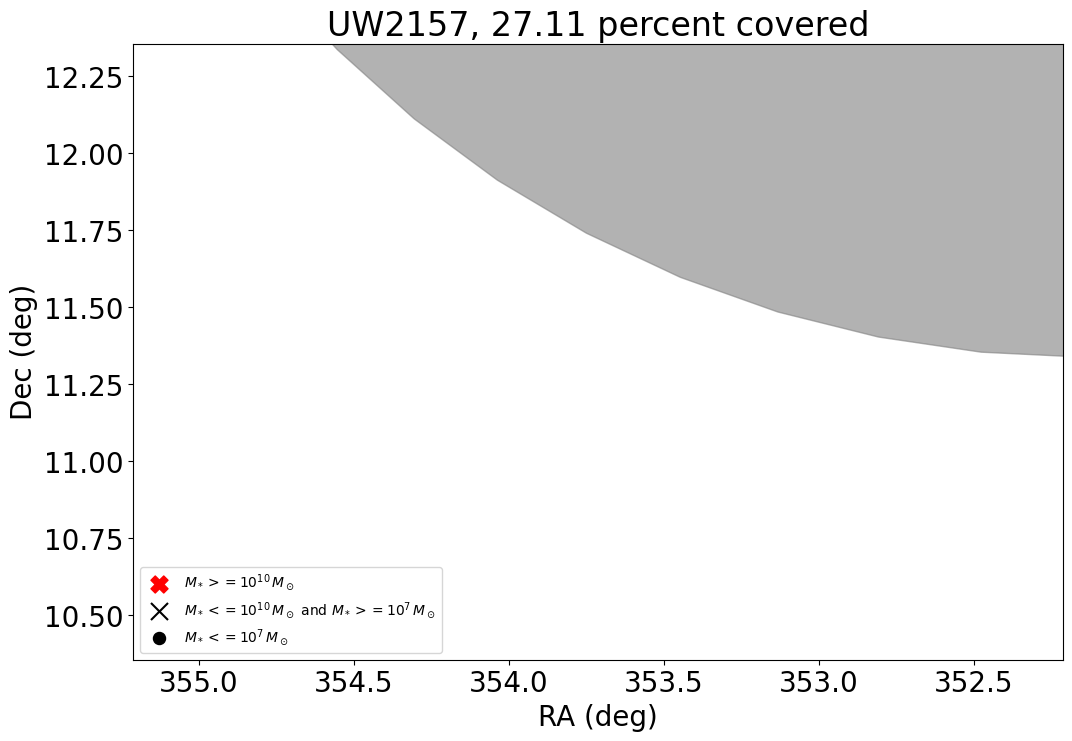 UW2157, 27.11 percent covered
12.25
12.00
11.75
11.50
11.25
11.00
10.75
10.50
Dec (deg)
M* >= 10^10 M⊙
M* <= 10^10 M⊙ and M* >= 10^7 M⊙
M* <= 10^7 M⊙
355.0 354.5 354.0 353.5 353.0 352.5
RA (deg)